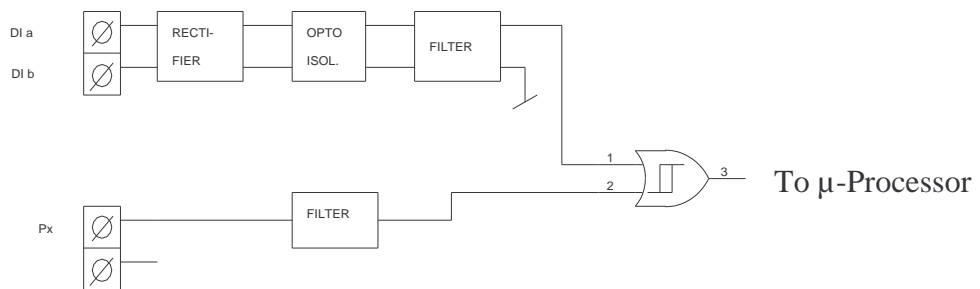 DI a
DI b
RECTI-
FIER
OPTO
ISOL.
FILTER
1
2
3
To µ-Processor
Px
FILTER